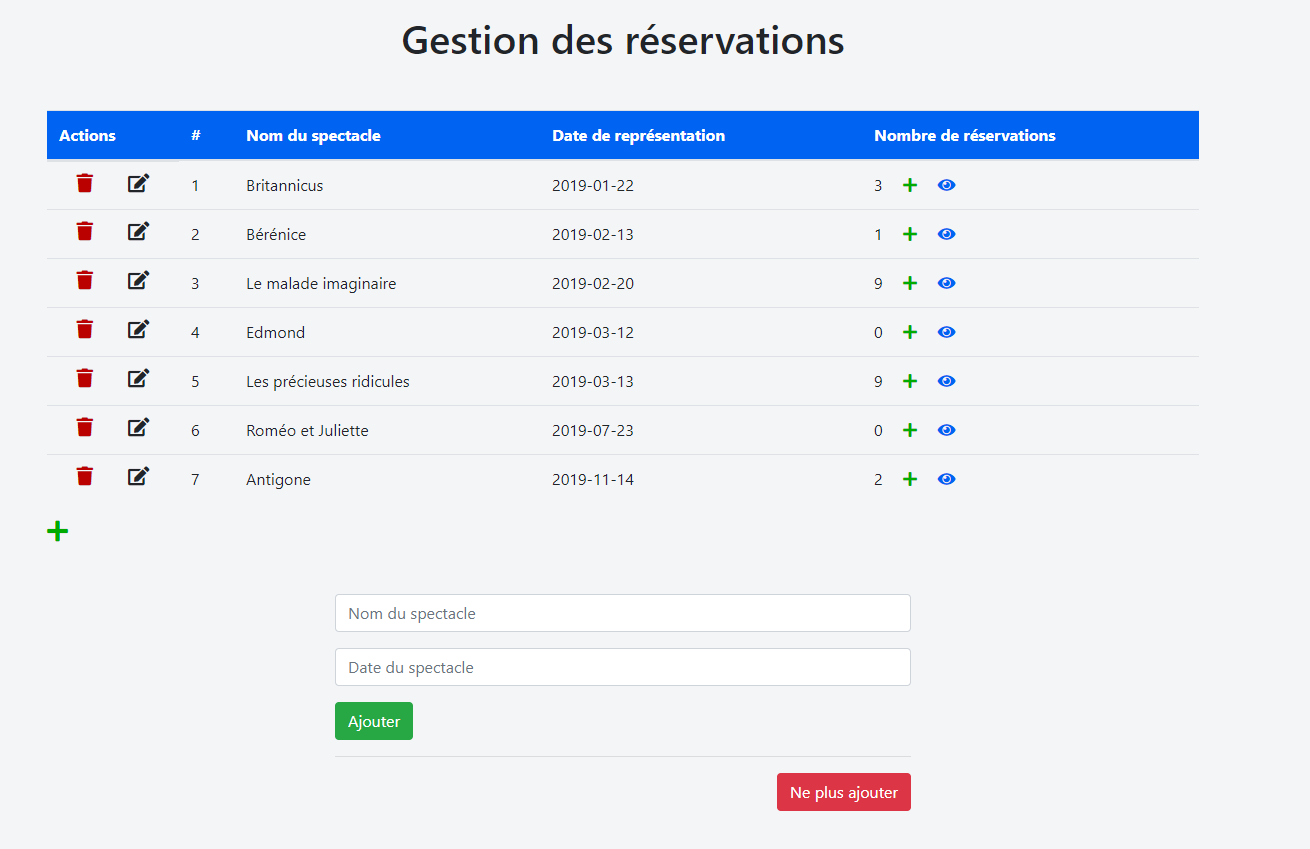 Gestion des réservations
Actions # Nom du spectacle Date de représentation Nombre de réservations
1 Britannicus 2019-01-22 3
2 Bérénice 2019-02-13 1
3 Le malade imaginaire 2019-02-20 9
4 Edmond 2019-03-12 0
5 Les précieuses ridicules 2019-03-13 9
6 Roméo et Juliette 2019-07-23 0
7 Antigone 2019-11-14 2
Nom du spectacle
Date du spectacle
Ajouter
Ne plus ajouter